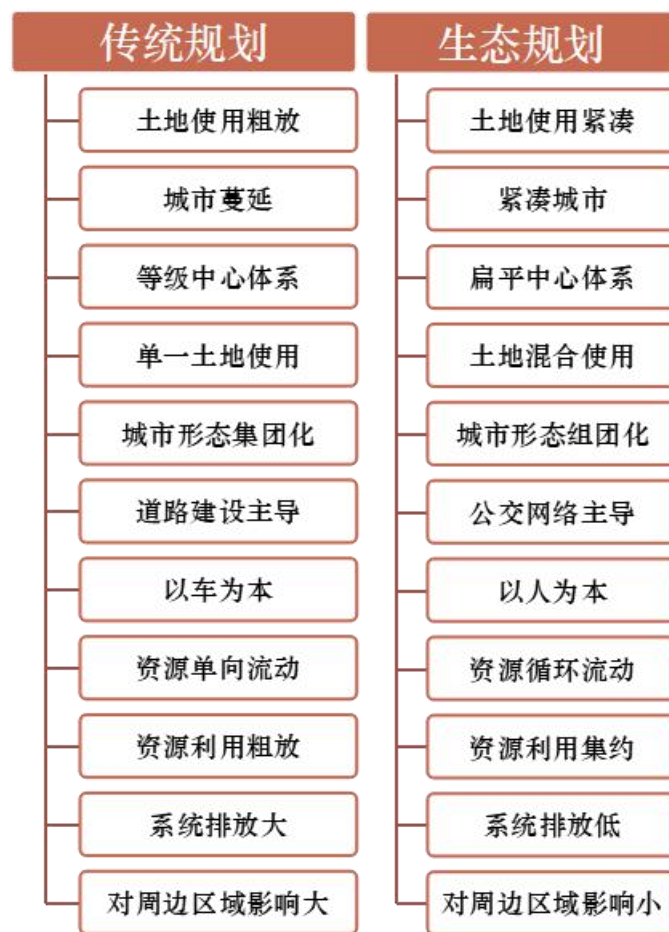 传统规划
土地使用粗放
城市蔓延
等级中心体系
单一土地使用
城市形态集团化
道路建设主导
以车为本
资源单向流动
资源利用粗放
系统排放大
对周边区域影响大
生态规划
土地使用紧凑
紧凑城市
扁平中心体系
土地混合使用
城市形态组团化
公交网络主导
以人为本
资源循环流动
资源利用集约
系统排放低
对周边区域影响小